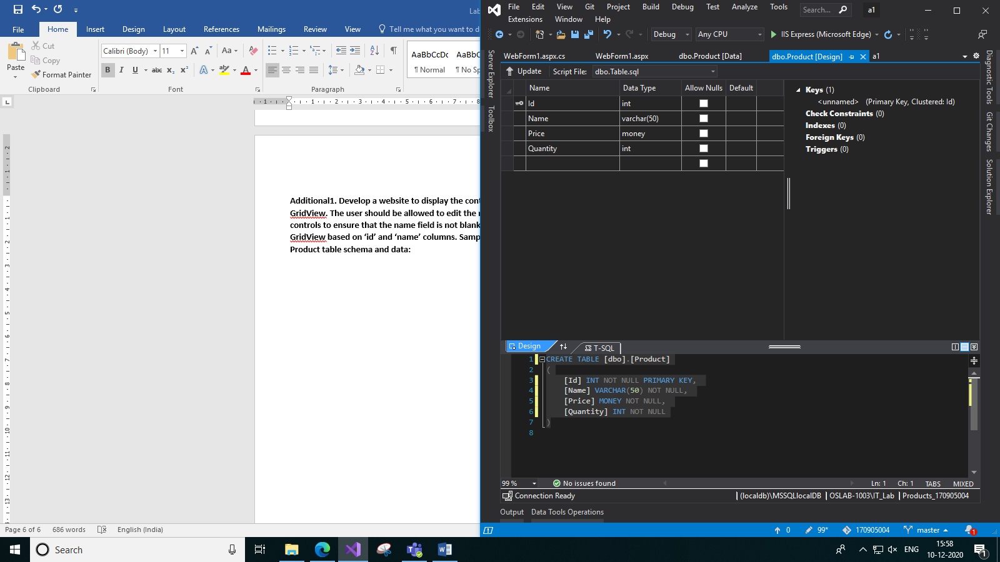 Lab
File Home Insert Design Layout References Mailings Review View Tell me what you want to d
Paste
Cut
Copy
Format Painter
Clipboard
Calibri (Body) 11
Font
Paragraph
AaBbCcDc AaBbC
¶ Normal ¶ No Sp
Additional1. Develop a website to display the cont
GridView. The user should be allowed to edit the
controls to ensure that the name field is not blank
GridView based on ‘id’ and ‘name’ columns. Samp
Product table schema and data:
Page 6 of 6 686 words English (India)
File Edit View Git Project Build Debug Test Analyze Tools Search... a1
Extensions Window Help
Debug Any CPU IIS Express (Microsoft Edge)
WebForm1.aspx.cs WebForm1.aspx dbo.Product [Data] dbo.Product [Design] a1
Update Script File: dbo.Table.sql
Server Explorer
Toolbox
Name Data Type Allow Nulls Default
Id int
Name varchar(50)
Price money
Quantity int
Keys (1)
<unnamed> (Primary Key, Clustered: Id)
Check Constraints (0)
Indexes (0)
Foreign Keys (0)
Triggers (0)
Diagnostic Tools
Git Changes
Solution Explorer
Design T-SQL
1 CREATE TABLE [dbo].[Product]
2 (
3 [Id] INT NOT NULL PRIMARY KEY,
4 [Name] VARCHAR(50) NOT NULL,
5 [Price] MONEY NOT NULL,
6 [Quantity] INT NOT NULL
7 )
8
99 % No issues found Ln: 1 Ch: 1 TABS MIXED
Connection Ready (localdb)\MSSQLlocalDB OSLAB-1003\IT_Lab Products_170905004
Output Data Tools Operations
0 99* 170905004 master 1
Search
ENG
15:58
10-12-2020
1